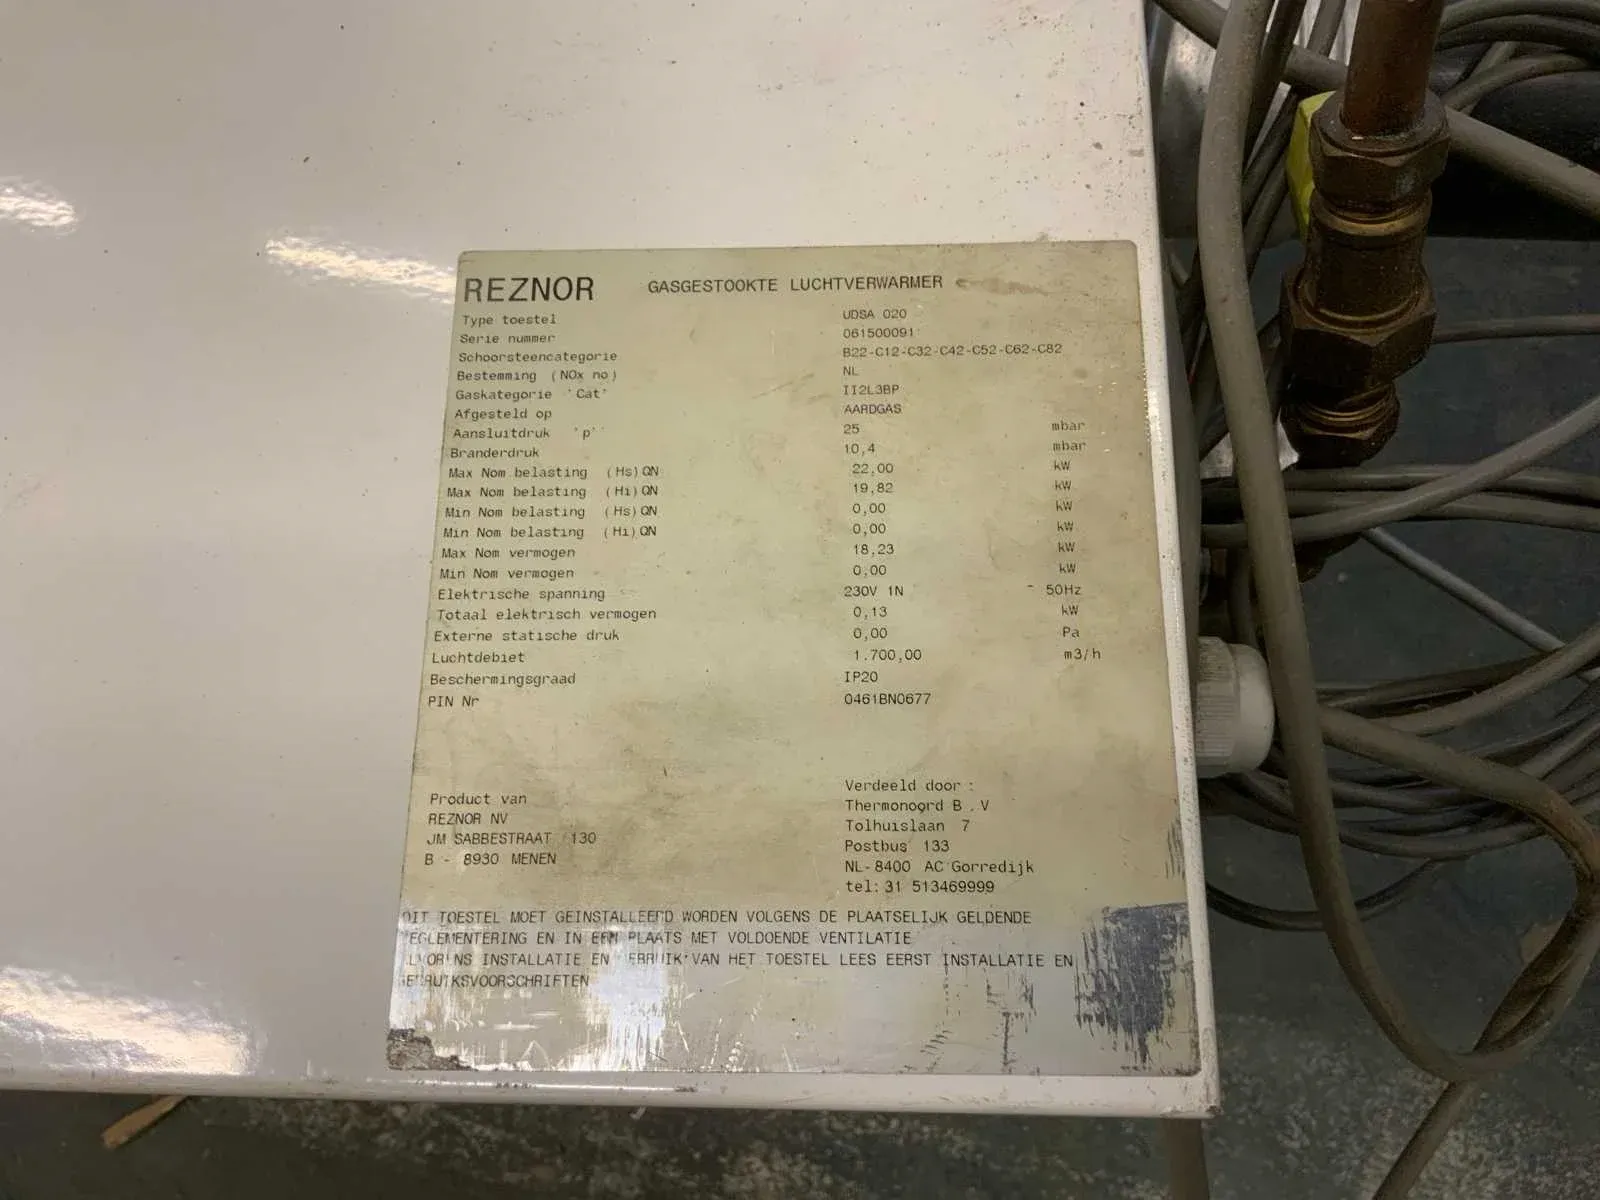 REZNOR GASGESTOOKTE LUCHTVERWARMER
Type toestel UDSA 020
Serie nummer 061500091
Schoorsteencategorie B22-C12-C32-C42-C52-C62-C82
Bestemming (NOx no) NL
Gaskategorie 'Cat' II2L3BP
Afgesteld op AARDGAS
Aansluitdruk 'p' 25 mbar
Branderdruk 10,4 mbar
Max Nom belasting (Hs)QN 22,00 kW
Max Nom belasting (Hi)QN 19,82 kW
Min Nom belasting (Hs)QN 0,00 kW
Min Nom belasting (Hi)QN 0,00 kW
Max Nom vermogen 18,23 kW
Min Nom vermogen 0,00 kW
Elektrische spanning 230V 1N ~ 50Hz
Totaal elektrisch vermogen 0,13 kW
Externe statische druk 0,00 Pa
Luchtdebiet 1.700,00 m3/h
Beschermingsgraad IP20
PIN Nr 0461BN0677
Product van
REZNOR NV
JM SABBESTRAAT 130
B - 8930 MENEN
Verdeeld door :
Thermonoord B.V
Tolhuislaan 7
Postbus 133
NL-8400 AC Gorredijk
tel: 31 513469999
DIT TOESTEL MOET GEINSTALLEERD WORDEN VOLGENS DE PLAATSELIJK GELDENDE
REGLEMENTERING EN IN EEN PLAATS MET VOLDOENDE VENTILATIE
INSTALLATIE EN GEBRUIK VAN HET TOESTEL LEES EERST INSTALLATIE EN
GEBRUIKSVOORSCHRIFTEN